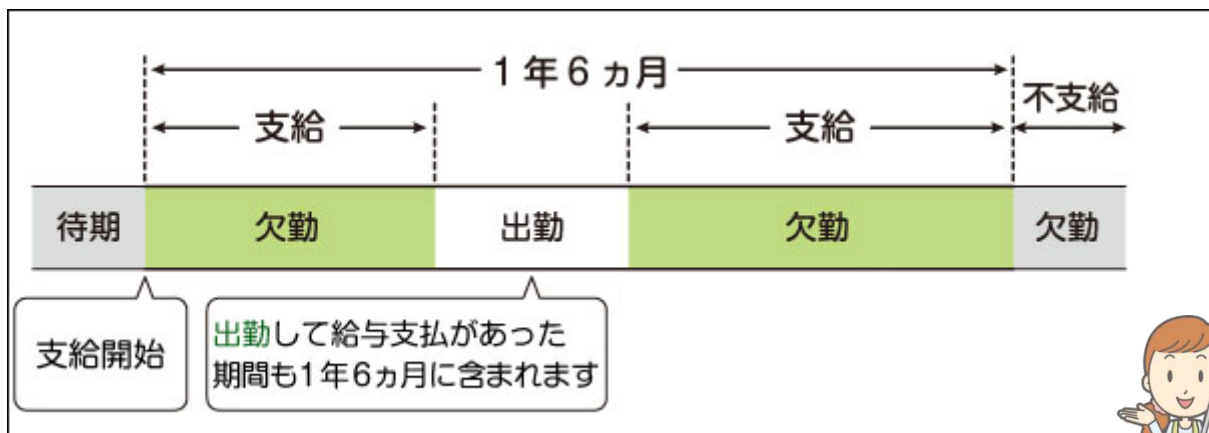 1年6ヵ月
支給
支給
不支給
待期
欠勤
出勤
欠勤
欠勤
支給開始
出勤して給与支払があった
期間も1年6ヵ月に含まれます